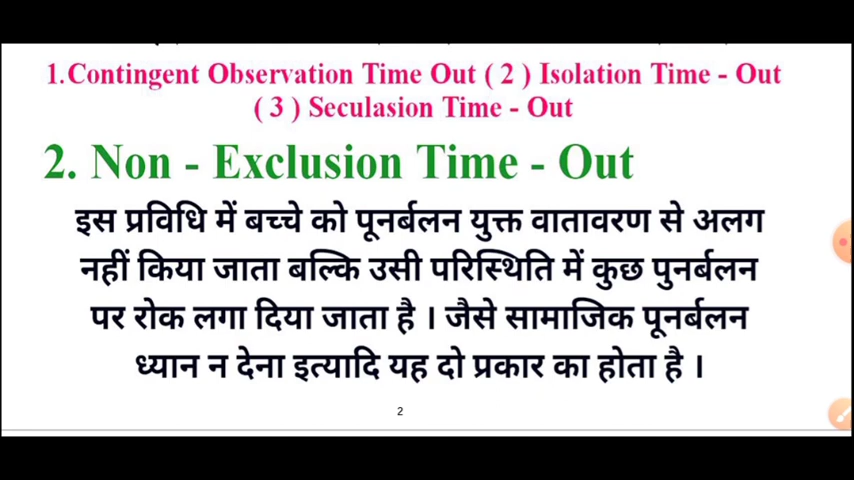 1.Contingent Observation Time Out ( 2 ) Isolation Time - Out
( 3 ) Seculasion Time - Out
2. Non - Exclusion Time - Out
इस प्रविधि में बच्चे को पूनर्बलन युक्त वातावरण से अलग
नहीं किया जाता बल्कि उसी परिस्थिति में कुछ पुनर्बलन
पर रोक लगा दिया जाता है । जैसे सामाजिक पूनर्बलन
ध्यान न देना इत्यादि यह दो प्रकार का होता है ।
2